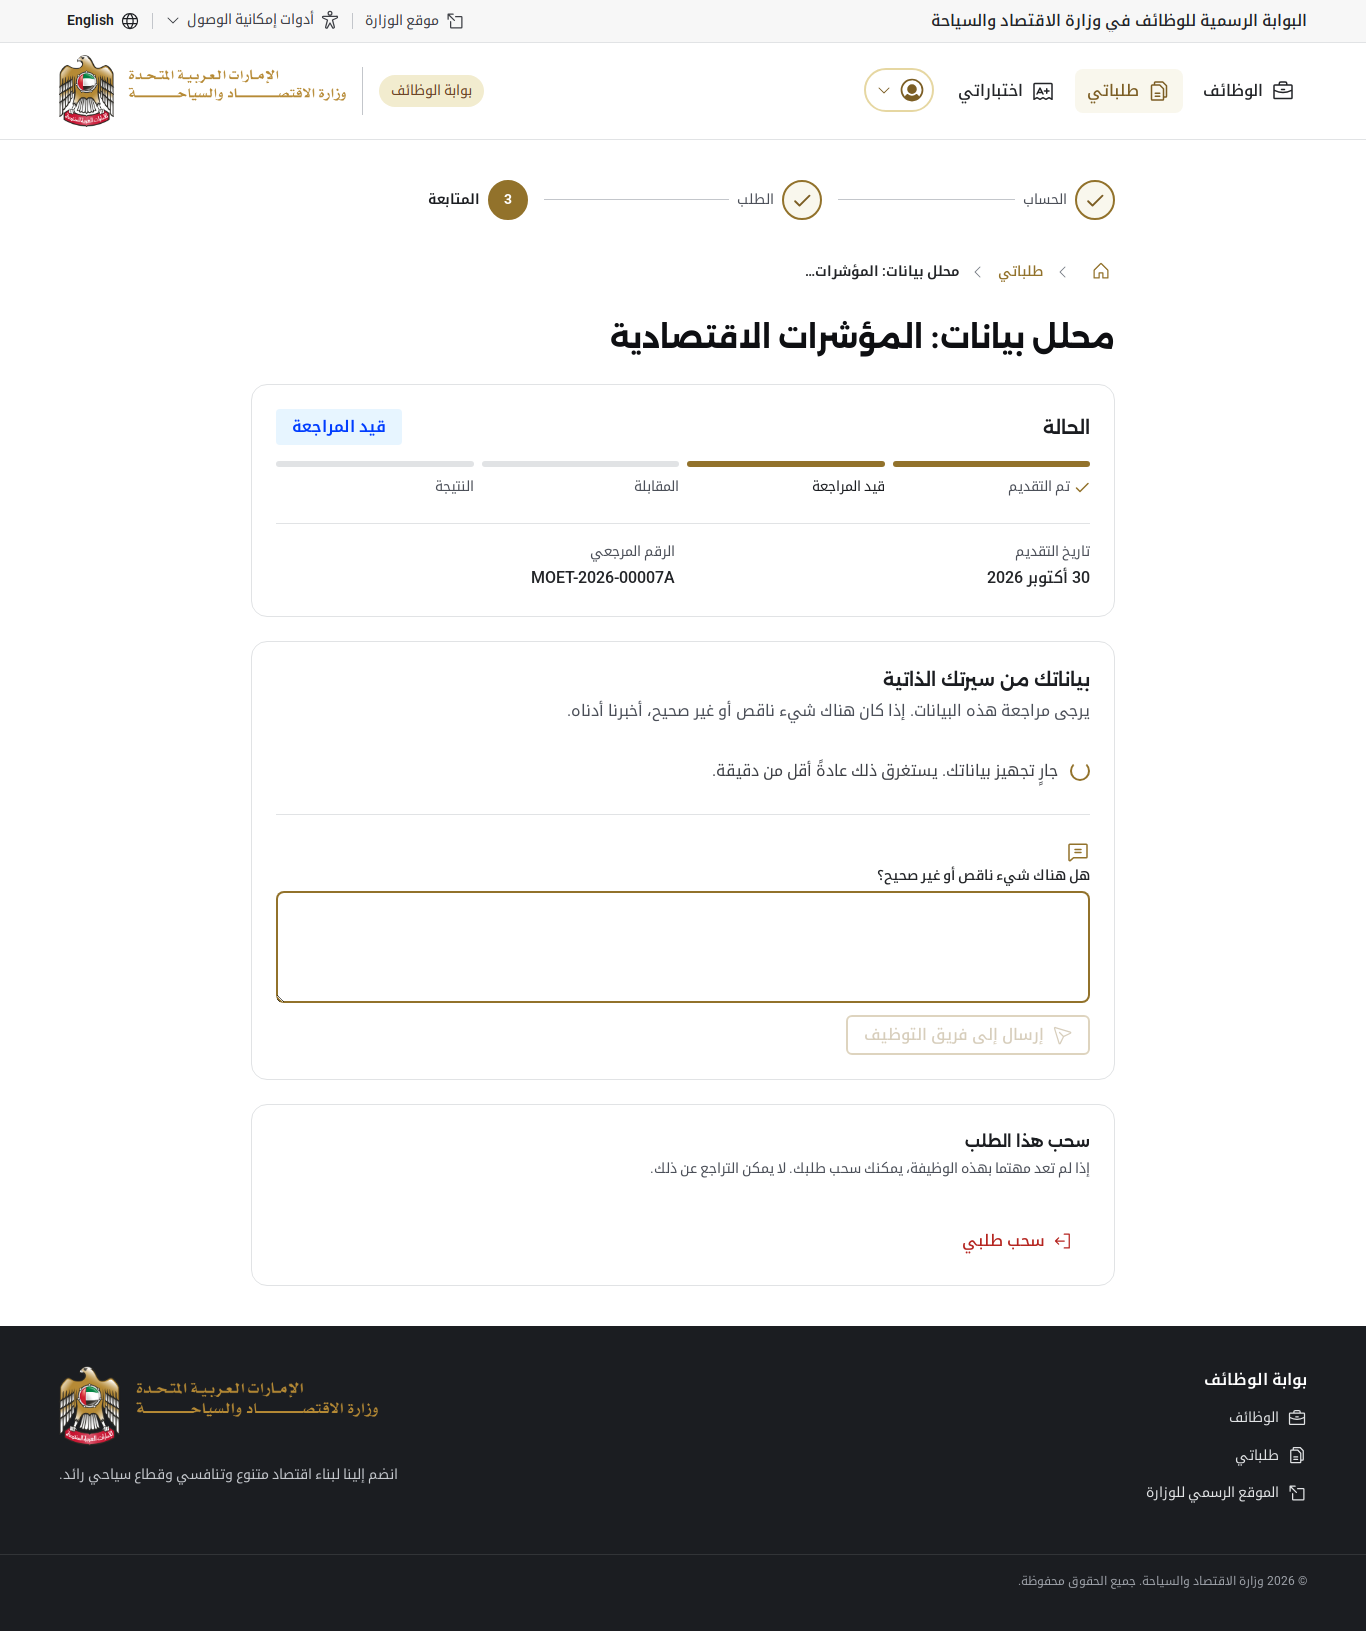 البوابة الرسمية للوظائف في وزارة الاقتصاد والسياحة
موقع الوزارة
أدوات إمكانية الوصول
English
الوظائف
طلباتي
اختباراتي
بوابة الوظائف
الإمارات العربية المتحدة
وزارة الاقتصاد والسياحة
الحساب
الطلب
3
المتابعة
طلباتي
محلل بيانات: المؤشرات...
محلل بيانات: المؤشرات الاقتصادية
الحالة
قيد المراجعة
تم التقديم
قيد المراجعة
المقابلة
النتيجة
تاريخ التقديم
الرقم المرجعي
30 أكتوبر 2026
MOET-2026-00007A
بياناتك من سيرتك الذاتية
يرجى مراجعة هذه البيانات. إذا كان هناك شيء ناقص أو غير صحيح، أخبرنا أدناه.
جارٍ تجهيز بياناتك. يستغرق ذلك عادةً أقل من دقيقة.
هل هناك شيء ناقص أو غير صحيح؟
إرسال إلى فريق التوظيف
سحب هذا الطلب
إذا لم تعد مهتما بهذه الوظيفة، يمكنك سحب طلبك. لا يمكن التراجع عن ذلك.
سحب طلبي
بوابة الوظائف
الوظائف
طلباتي
الموقع الرسمي للوزارة
الإمارات العربية المتحدة
وزارة الاقتصاد والسياحة
انضم إلينا لبناء اقتصاد متنوع وتنافسي وقطاع سياحي رائد.
© 2026 وزارة الاقتصاد والسياحة. جميع الحقوق محفوظة.